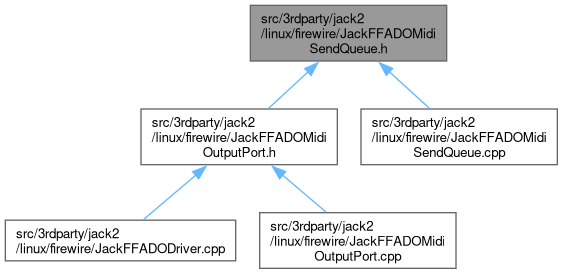 src/3rdparty/jack2
/linux/firewire/JackFFADOMidi
SendQueue.h
src/3rdparty/jack2
/linux/firewire/JackFFADOMidi
OutputPort.h
src/3rdparty/jack2
/linux/firewire/JackFFADOMidi
SendQueue.cpp
src/3rdparty/jack2
/linux/firewire/JackFFADODriver.cpp
src/3rdparty/jack2
/linux/firewire/JackFFADOMidi
OutputPort.cpp